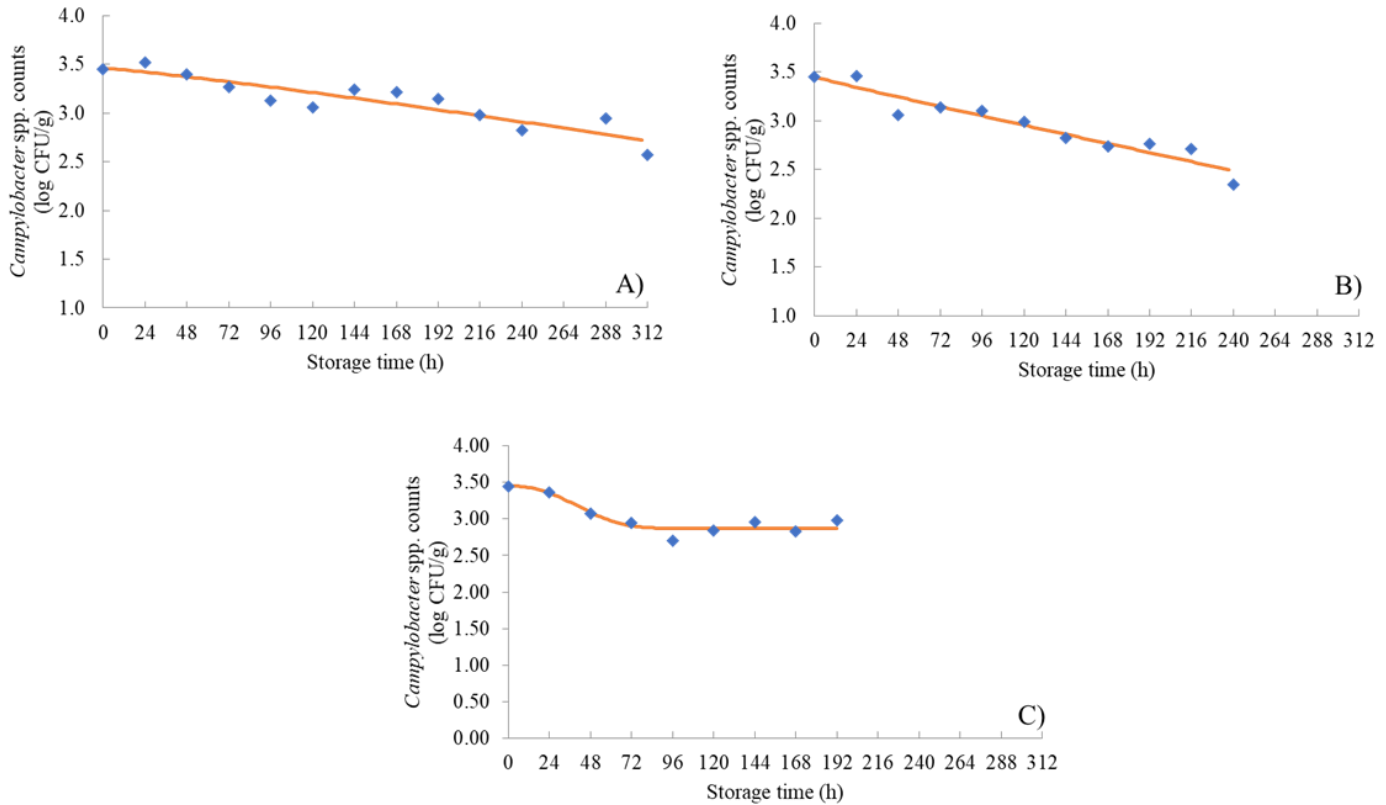 Campylobacter spp. counts
(log CFU/g)
4.0
3.5
3.0
2.5
2.0
1.5
1.0
0 24 48 72 96 120 144 168 192 216 240 264 288 312
Storage time (h)
A)
Campylobacter spp. counts
(log CFU/g)
4.0
3.5
3.0
2.5
2.0
1.5
1.0
0 24 48 72 96 120 144 168 192 216 240 264 288 312
Storage time (h)
B)
Campylobacter spp. counts
(log CFU/g)
4.00
3.50
3.00
2.50
2.00
1.50
1.00
0.50
0.00
0 24 48 72 96 120 144 168 192 216 240 264 288 312
Storage time (h)
C)